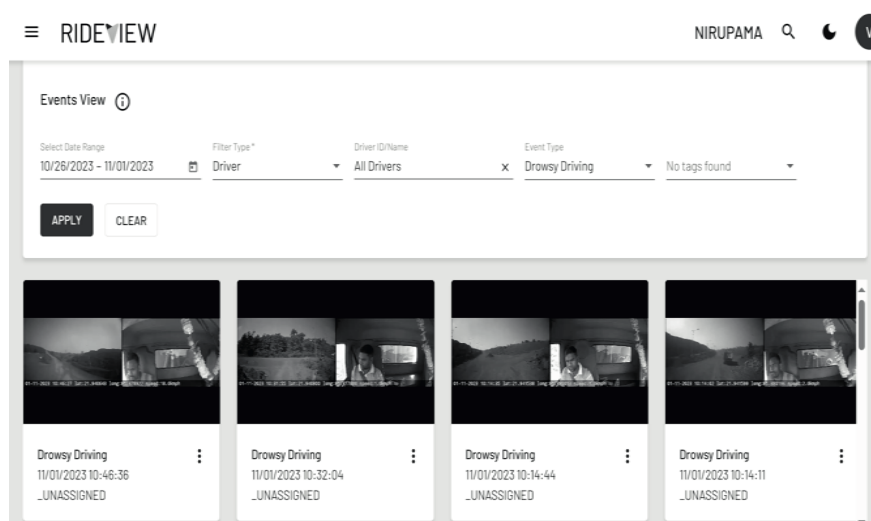 RIDEVIEW
NIRUPAMA
V
Events View
Select Date Range
10/26/2023 – 11/01/2023
Filter Type *
Driver
Driver ID/Name
All Drivers
x
Event Type
Drowsy Driving
No tags found
APPLY
CLEAR
Drowsy Driving
11/01/2023 10:46:36
_UNASSIGNED
Drowsy Driving
11/01/2023 10:32:04
_UNASSIGNED
Drowsy Driving
11/01/2023 10:14:44
_UNASSIGNED
Drowsy Driving
11/01/2023 10:14:11
_UNASSIGNED